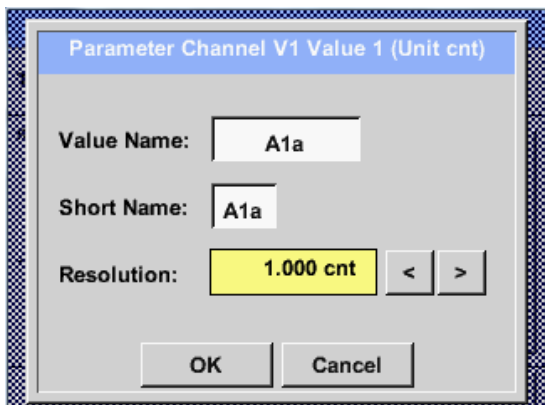 Parameter Channel V1 Value 1 (Unit cnt)
Value Name: A1a
Short Name: A1a
Resolution: 1.000 cnt < >
OK Cancel